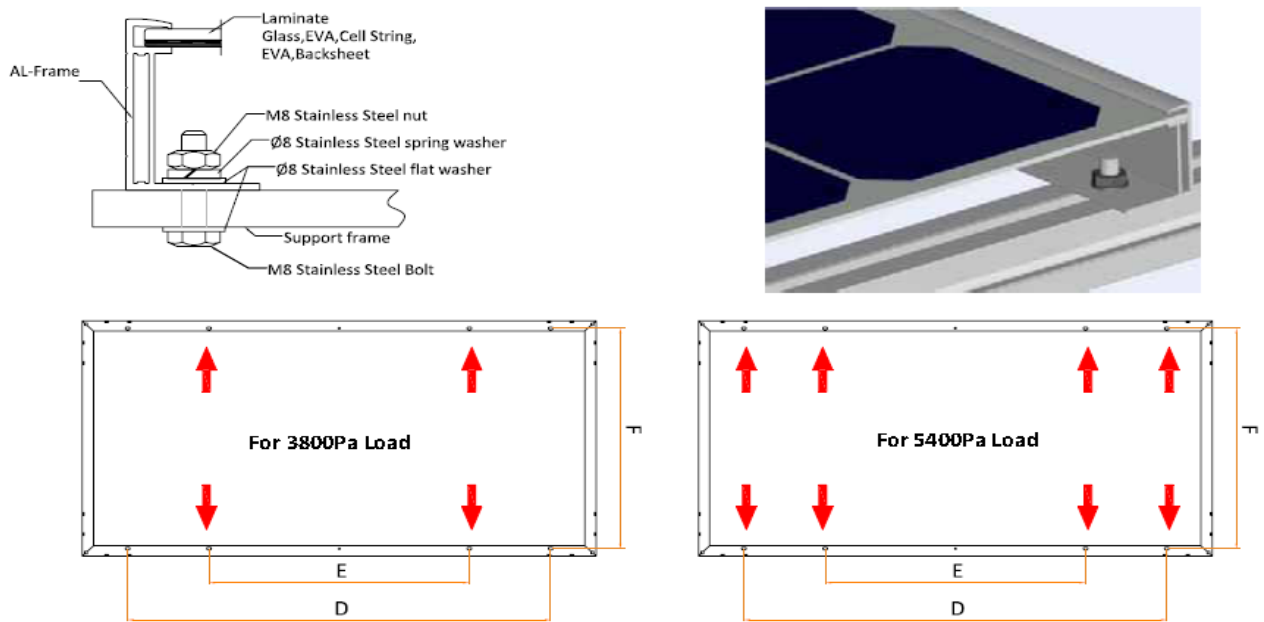 Laminate
Glass,EVA,Cell String,
EVA,Backsheet
AL-Frame
M8 Stainless Steel nut
Ø8 Stainless Steel spring washer
Ø8 Stainless Steel flat washer
Support frame
M8 Stainless Steel Bolt
For 3800Pa Load
F
E
D
For 5400Pa Load
F
E
D